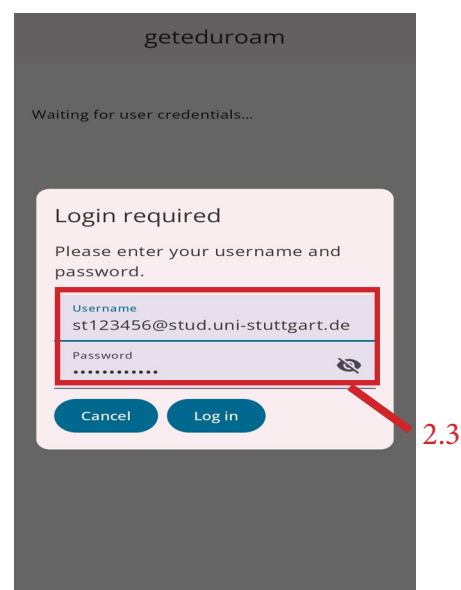 geteduroam
Waiting for user credentials...
Login required
Please enter your username and
password.
Username
st123456@stud.uni-stuttgart.de
Password
••••••••••••
Cancel
Log in
2.3